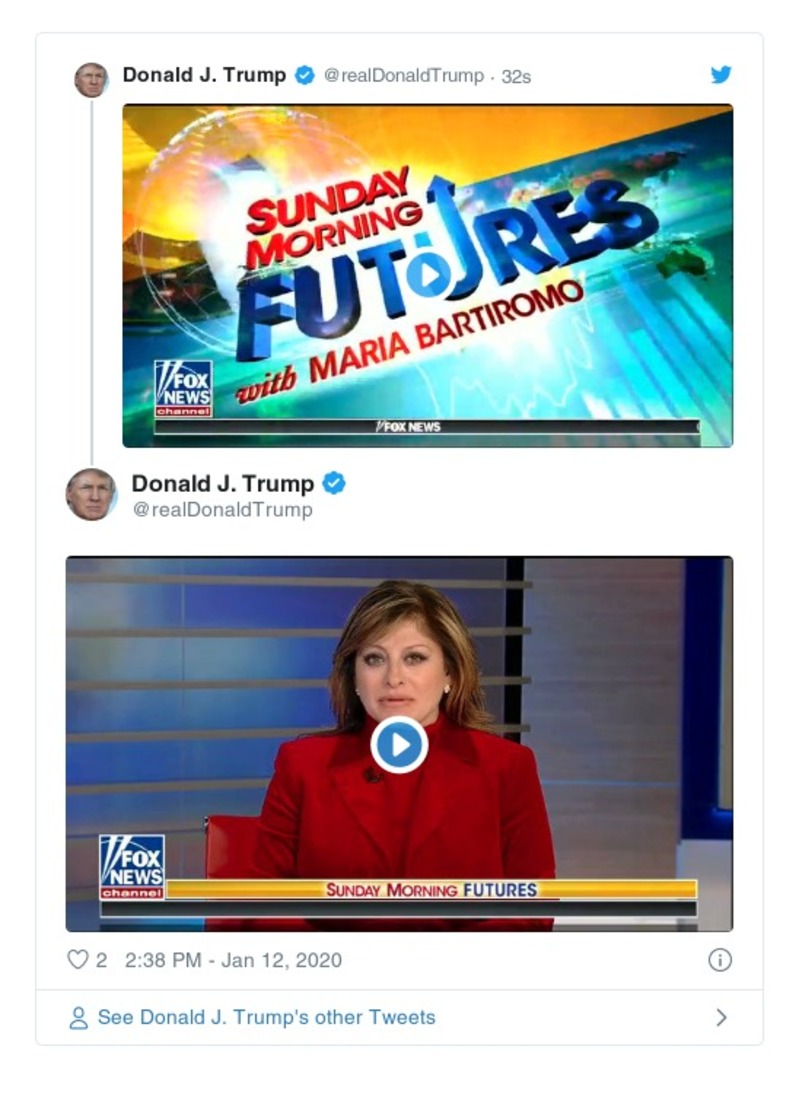 Donald J. Trump @realDonaldTrump · 32s
SUNDAY
MORNING
FUTURES
with MARIA BARTIROMO
FOX
NEWS
channel
FOX NEWS
Donald J. Trump
@realDonaldTrump
FOX
NEWS
channel
SUNDAY MORNING FUTURES
2 2:38 PM - Jan 12, 2020
See Donald J. Trump's other Tweets